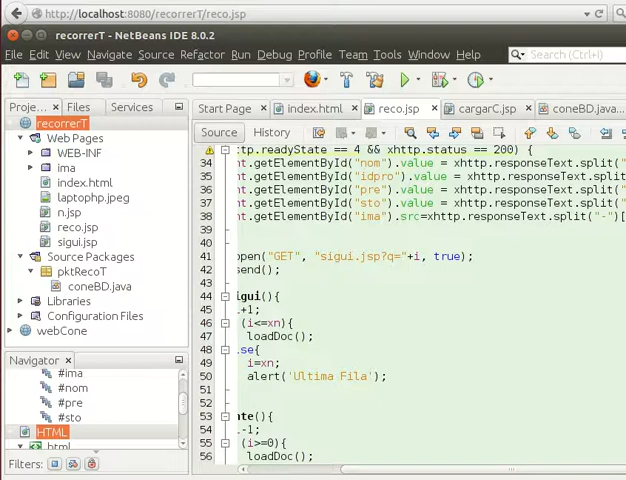 http://localhost:8080/recorrerT/reco.jsp
recorrerT - NetBeans IDE 8.0.2
File Edit View Navigate Source Refactor Run Debug Profile Team Tools Window Help
Search (Ctrl+I)
Proje... Files Services
Start Page index.html reco.jsp cargarC.jsp coneBD.java...
Source History
recorrerT
Web Pages
WEB-INF
ima
index.html
laptophp.jpeg
n.jsp
reco.jsp
sigui.jsp
Source Packages
pktRecoT
coneBD.java
Libraries
Configuration Files
webCone
Navigator
#ima
#nom
#pre
#sto
HTML
html
Filters:
tp.readyState == 4 && xhttp.status == 200) {
34 nt.getElementById("nom").value = xhttp.responseText.split("
35 nt.getElementById("idpro").value = xhttp.responseText.split
36 nt.getElementById("pre").value = xhttp.responseText.split("
37 nt.getElementById("sto").value = xhttp.responseText.split("
38 nt.getElementById("ima").src=xhttp.responseText.split("-")[
39
40
41 open("GET", "sigui.jsp?q="+i, true);
42 send();
43
44 igui(){
45 i+1;
46 (i<=xn){
47 loadDoc();
48 lse{
49 i=xn;
50 alert('Ultima Fila');
51
52
53 nte(){
54 i-1;
55 (i>=0){
56 loadDoc();